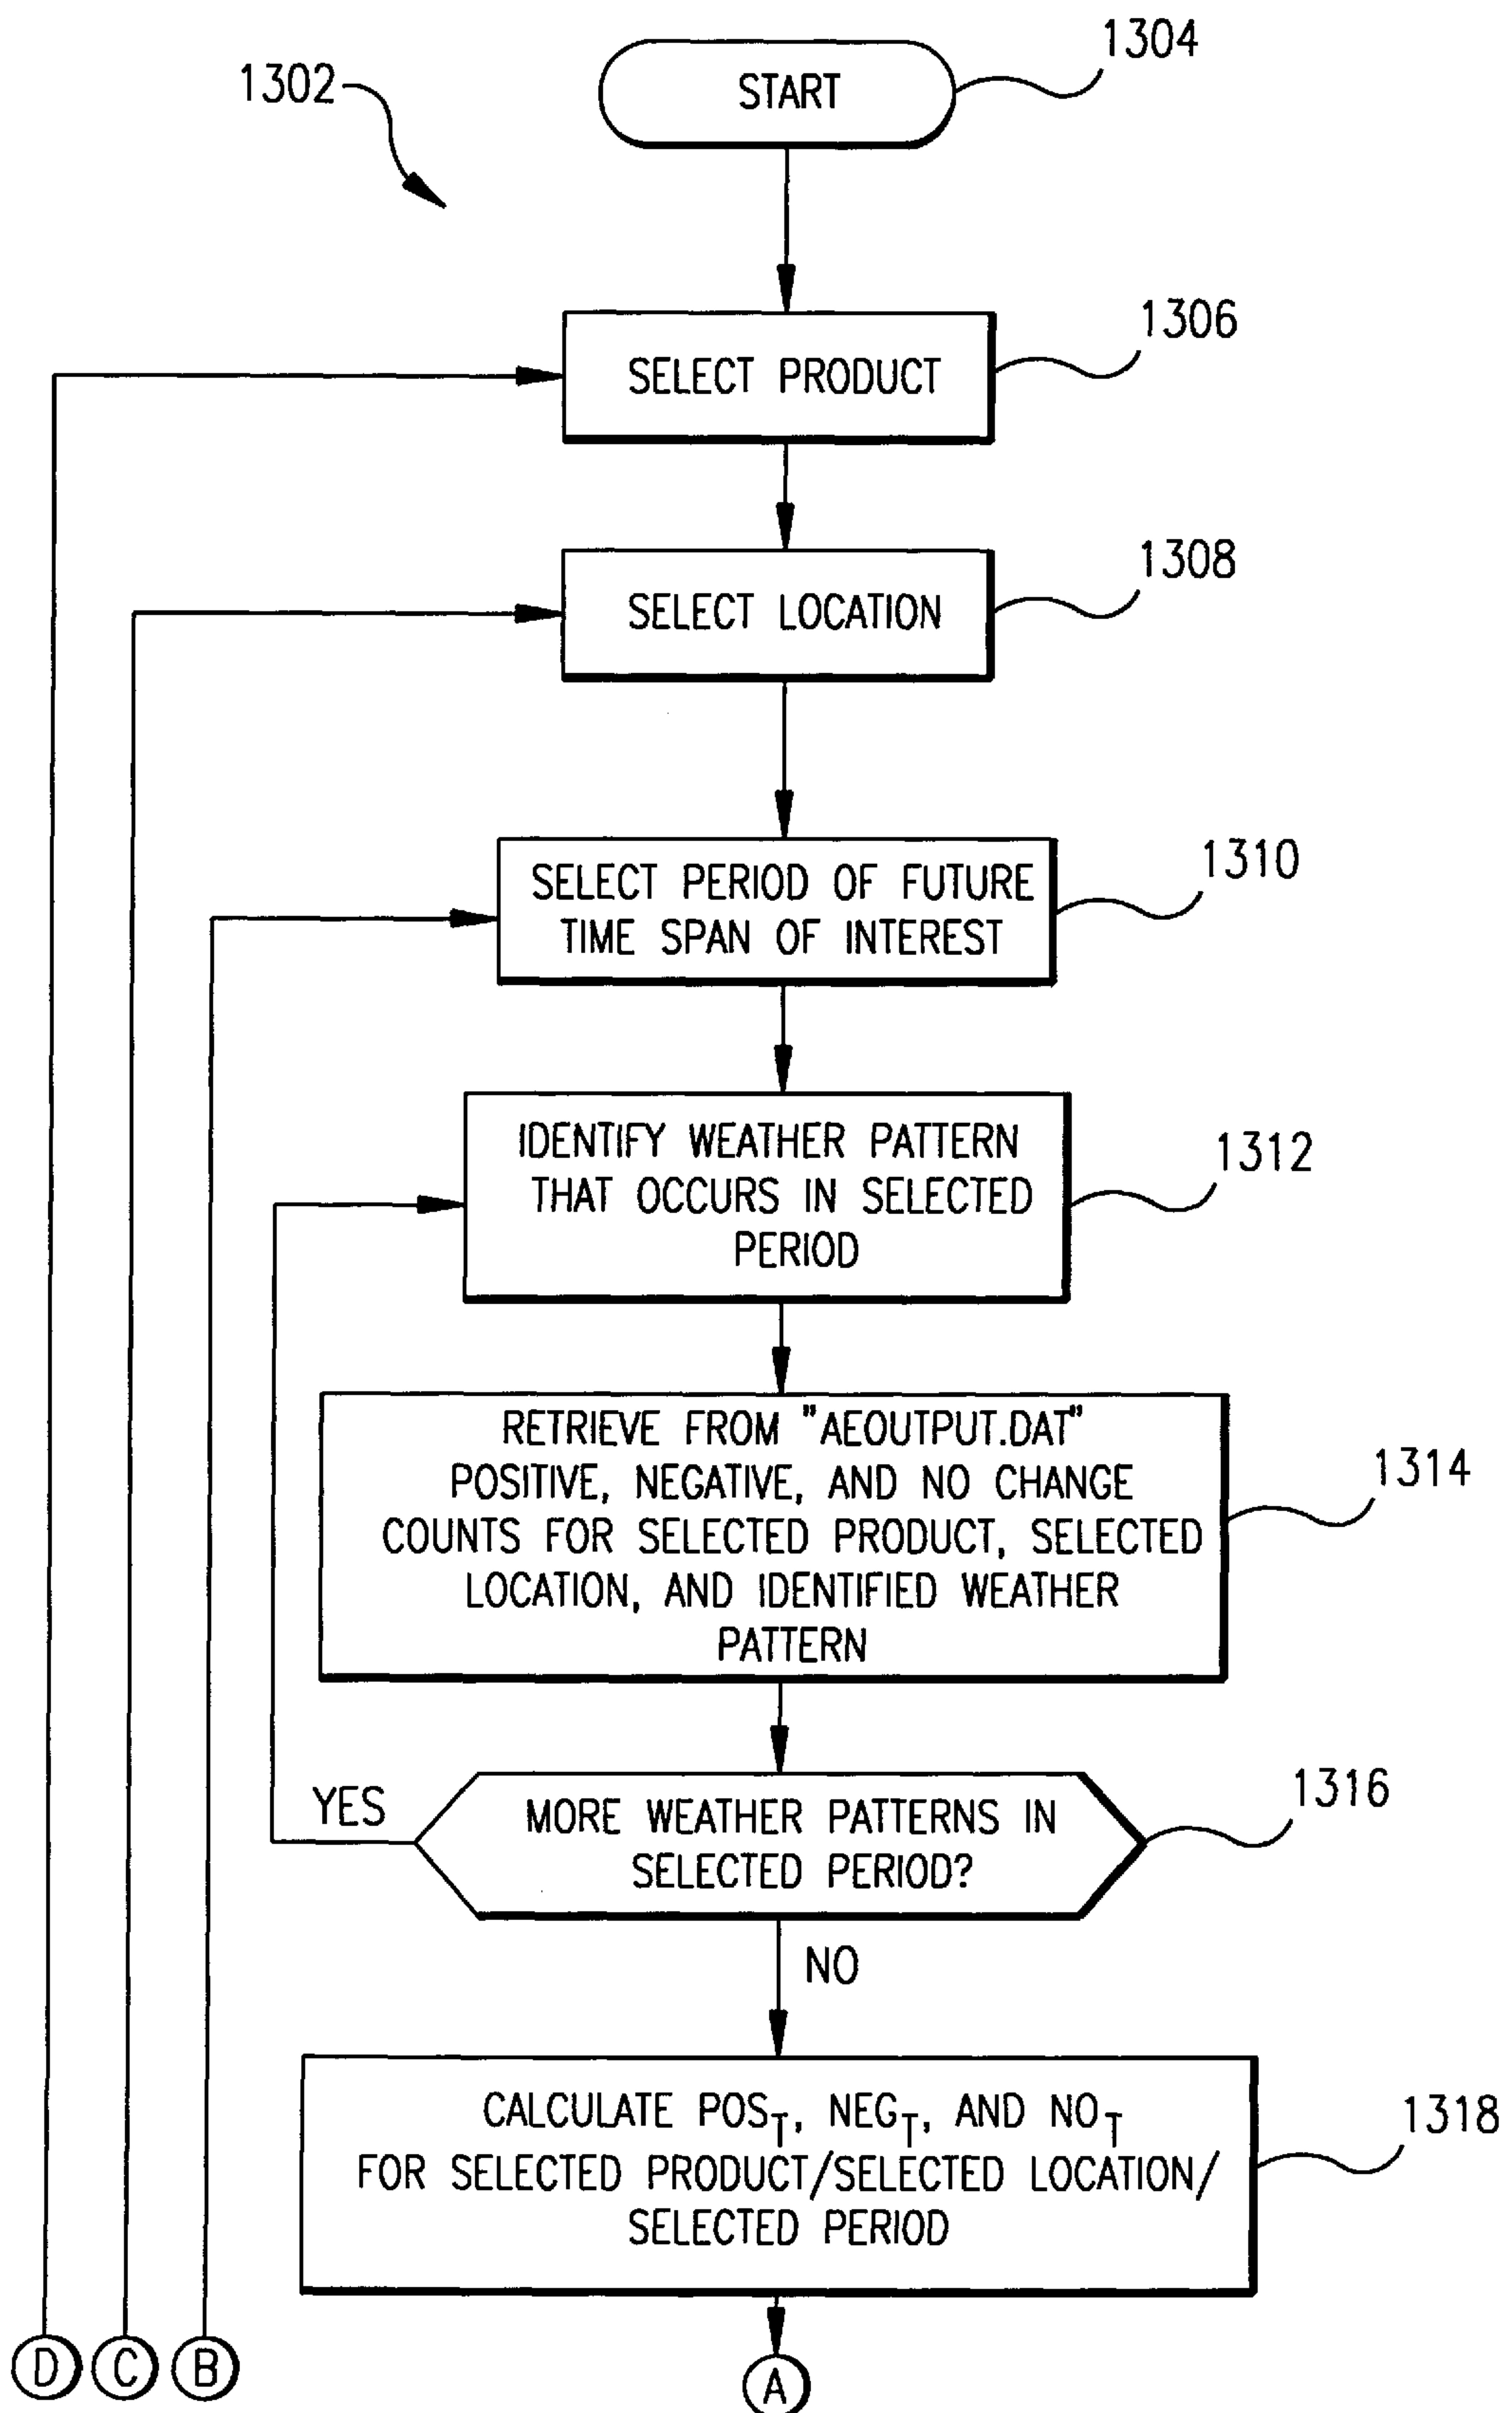 1302
START
1304
SELECT PRODUCT
1306
SELECT LOCATION
1308
SELECT PERIOD OF FUTURE
TIME SPAN OF INTEREST
1310
IDENTIFY WEATHER PATTERN
THAT OCCURS IN SELECTED
PERIOD
1312
RETRIEVE FROM "AEOUTPUT.DAT"
POSITIVE, NEGATIVE, AND NO CHANGE
COUNTS FOR SELECTED PRODUCT, SELECTED
LOCATION, AND IDENTIFIED WEATHER
PATTERN
1314
YES
MORE WEATHER PATTERNS IN
SELECTED PERIOD?
1316
NO
CALCULATE POS_T, NEG_T, AND NO_T
FOR SELECTED PRODUCT/SELECTED LOCATION/
SELECTED PERIOD
1318
D C B
A